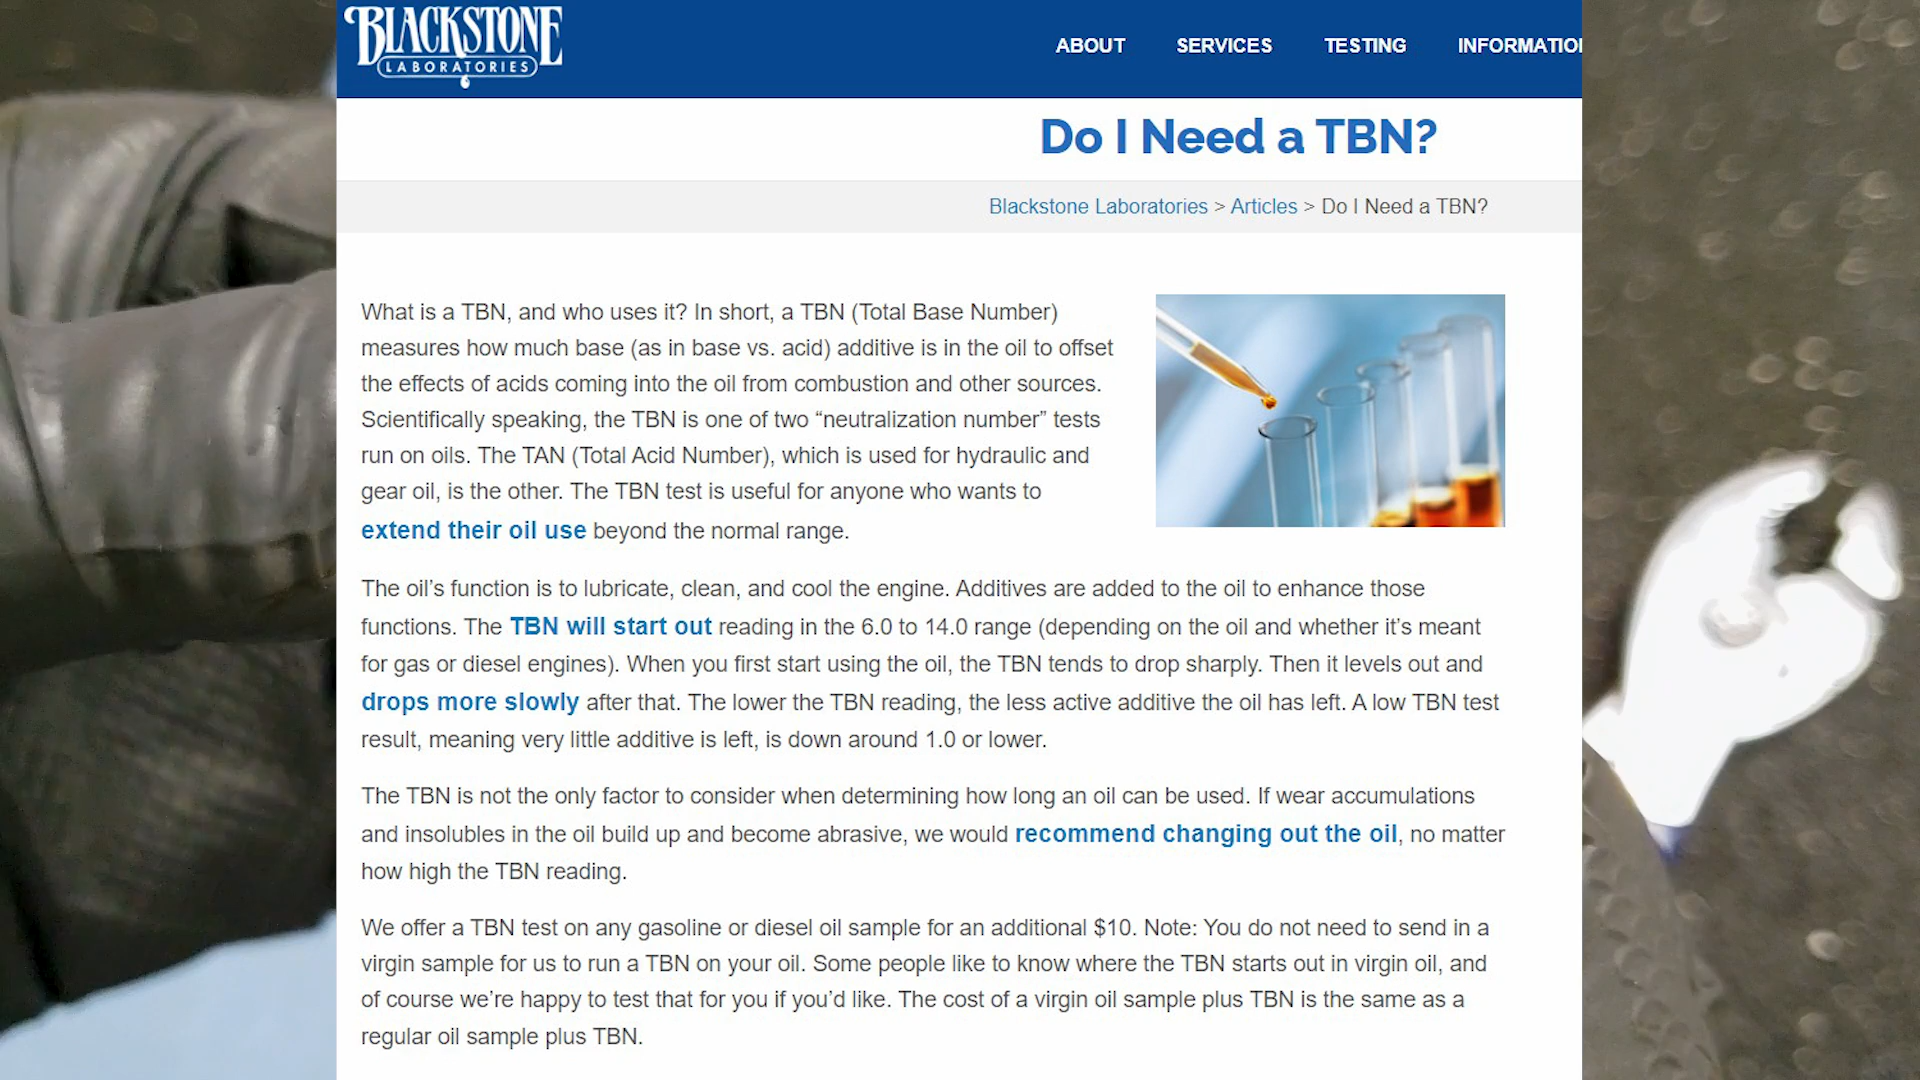 BLACKSTONE
LABORATORIES
ABOUT SERVICES TESTING INFORMATIO
Do I Need a TBN?
Blackstone Laboratories > Articles > Do I Need a TBN?
What is a TBN, and who uses it? In short, a TBN (Total Base Number)
measures how much base (as in base vs. acid) additive is in the oil to offset
the effects of acids coming into the oil from combustion and other sources.
Scientifically speaking, the TBN is one of two “neutralization number” tests
run on oils. The TAN (Total Acid Number), which is used for hydraulic and
gear oil, is the other. The TBN test is useful for anyone who wants to
extend their oil use beyond the normal range.
The oil’s function is to lubricate, clean, and cool the engine. Additives are added to the oil to enhance those
functions. The TBN will start out reading in the 6.0 to 14.0 range (depending on the oil and whether it’s meant
for gas or diesel engines). When you first start using the oil, the TBN tends to drop sharply. Then it levels out and
drops more slowly after that. The lower the TBN reading, the less active additive the oil has left. A low TBN test
result, meaning very little additive is left, is down around 1.0 or lower.
The TBN is not the only factor to consider when determining how long an oil can be used. If wear accumulations
and insolubles in the oil build up and become abrasive, we would recommend changing out the oil, no matter
how high the TBN reading.
We offer a TBN test on any gasoline or diesel oil sample for an additional $10. Note: You do not need to send in a
virgin sample for us to run a TBN on your oil. Some people like to know where the TBN starts out in virgin oil, and
of course we’re happy to test that for you if you’d like. The cost of a virgin oil sample plus TBN is the same as a
regular oil sample plus TBN.